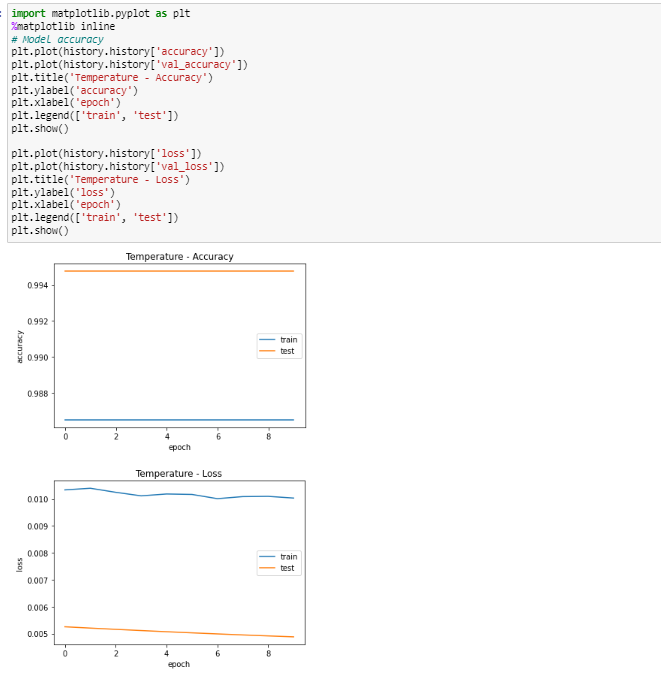 import matplotlib.pyplot as plt
%matplotlib inline
# Model accuracy
plt.plot(history.history['accuracy'])
plt.plot(history.history['val_accuracy'])
plt.title('Temperature - Accuracy')
plt.ylabel('accuracy')
plt.xlabel('epoch')
plt.legend(['train', 'test'])
plt.show()

plt.plot(history.history['loss'])
plt.plot(history.history['val_loss'])
plt.title('Temperature - Loss')
plt.ylabel('loss')
plt.xlabel('epoch')
plt.legend(['train', 'test'])
plt.show()
Temperature - Accuracy
0.994
0.992
0.990
0.988
accuracy
train
test
0 2 4 6 8
epoch
Temperature - Loss
0.010
0.009
0.008
0.007
0.006
0.005
loss
train
test
0 2 4 6 8
epoch